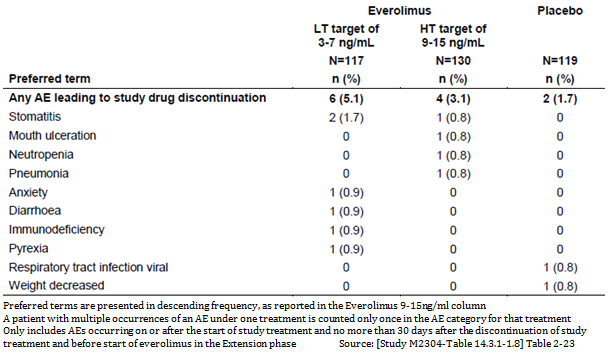 Everolimus Placebo
LT target of HT target of
3-7 ng/mL 9-15 ng/mL
N=117 N=130 N=119
Preferred term n (%) n (%) n (%)
Any AE leading to study drug discontinuation 6 (5.1) 4 (3.1) 2 (1.7)
Stomatitis 2 (1.7) 1 (0.8) 0
Mouth ulceration 0 1 (0.8) 0
Neutropenia 0 1 (0.8) 0
Pneumonia 0 1 (0.8) 0
Anxiety 1 (0.9) 0 0
Diarrhoea 1 (0.9) 0 0
Immunodeficiency 1 (0.9) 0 0
Pyrexia 1 (0.9) 0 0
Respiratory tract infection viral 0 0 1 (0.8)
Weight decreased 0 0 1 (0.8)
Preferred terms are presented in descending frequency, as reported in the Everolimus 9-15ng/ml column
A patient with multiple occurrences of an AE under one treatment is counted only once in the AE category for that treatment
Only includes AEs occurring on or after the start of study treatment and no more than 30 days after the discontinuation of study
treatment and before start of everolimus in the Extension phase Source: [Study M2304-Table 14.3.1-1.8] Table 2-23